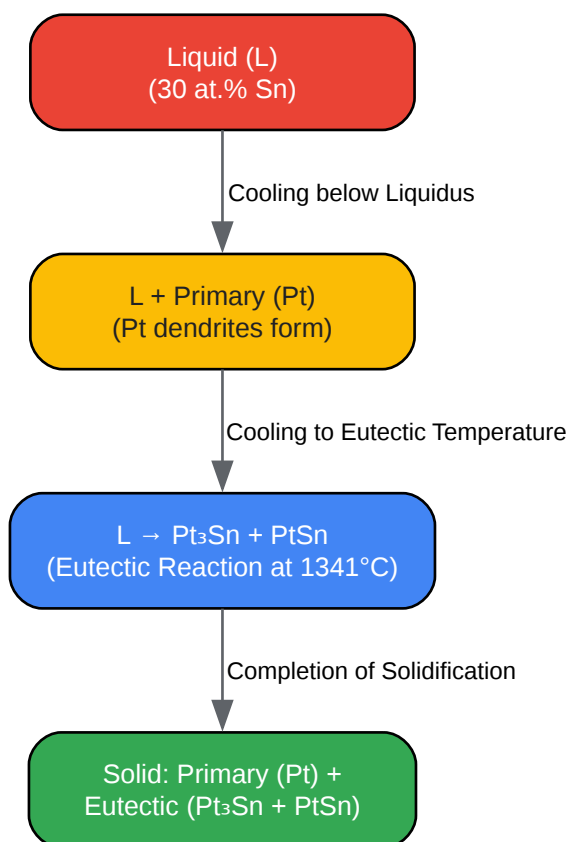 Liquid (L)
(30 at.% Sn)
Cooling below Liquidus
L + Primary (Pt)
(Pt dendrites form)
Cooling to Eutectic Temperature
L → Pt₃Sn + PtSn
(Eutectic Reaction at 1341°C)
Completion of Solidification
Solid: Primary (Pt) +
Eutectic (Pt₃Sn + PtSn)